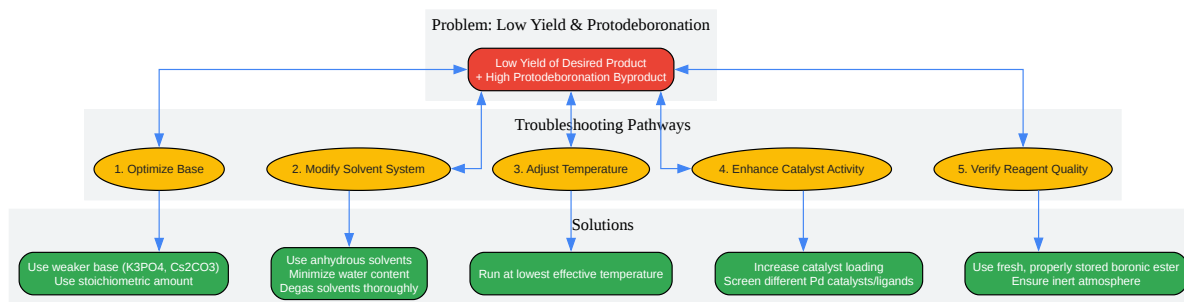 Problem: Low Yield & Protodeboronation
Low Yield of Desired Product
+ High Protodeboronation Byproduct
Troubleshooting Pathways
1. Optimize Base
2. Modify Solvent System
3. Adjust Temperature
4. Enhance Catalyst Activity
5. Verify Reagent Quality
Solutions
Use weaker base (K3PO4, Cs2CO3)
Use stoichiometric amount
Use anhydrous solvents
Minimize water content
Degas solvents thoroughly
Run at lowest effective temperature
Increase catalyst loading
Screen different Pd catalysts/ligands
Use fresh, properly stored boronic ester
Ensure inert atmosphere